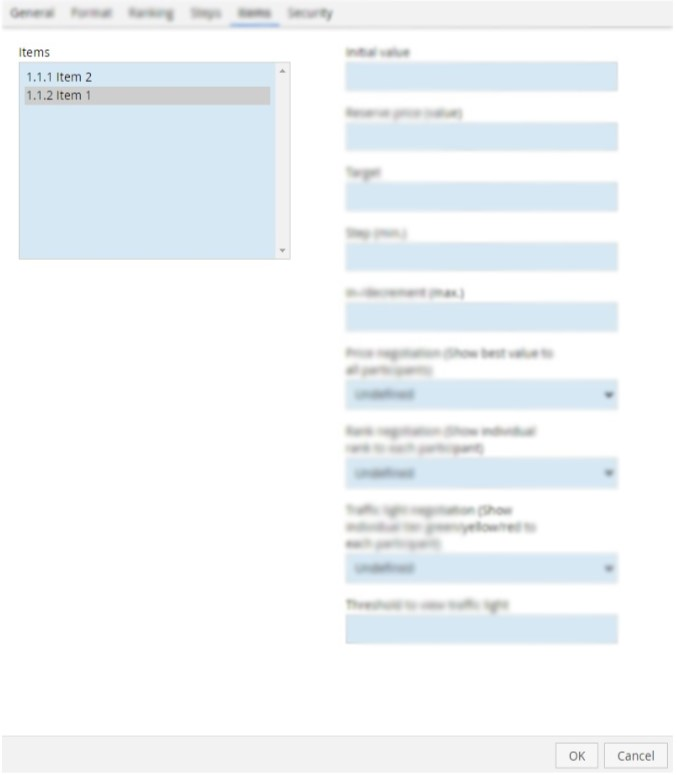 General Format Ranking Steps Items Security
Items
1.1.1 Item 2
1.1.2 Item 1
Initial value
Reserve price (value)
Target
Step (min.)
In-/decrement (max.)
Price negotiation (Show best value to
all participants)
Undefined
Rank negotiation (Show individual
rank to each participant)
Undefined
Traffic light negotiation (Show
individual green/yellow/red to
each participant)
Undefined
Threshold to view traffic light
OK Cancel